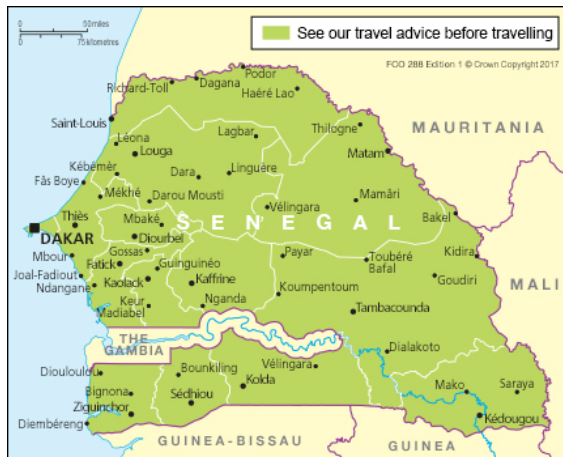 50miles
0
0
75kilometres
See our travel advice before travelling
FCO 288 Edition 1 © Crown Copyright 2017
Podor
Dagana
Richard-Toll
Haéré Lao
Saint-Louis
Thilogne
MAURITANIA
Léona
Lagbar
Louga
Matam
Kébémèr
Linguère
Dara
Fâs Boye
Mékhé
Darou Mousti
Mamâri
Vélingara
Thiès
Mbaké
SENEGAL
Bakel
DAKAR
Diourbel
Mbour
Gossas
Payar
Toubéré
Bafal
Kidira
Fatick
Guinguinéo
Joal-Fadiout
Kaolack
Kaffrine
Goudiri
MALI
Ndangane
Koumpentoum
Keur
Madiabel
Nganda
Tambacounda
THE
GAMBIA
Dialakoto
Diouloulou
Bounkiling
Vélingara
Bignona
Sédhiou
Kolda
Mako
Saraya
Ziguinchor
Kédougou
Diembéreng
GUINEA-BISSAU
GUINEA